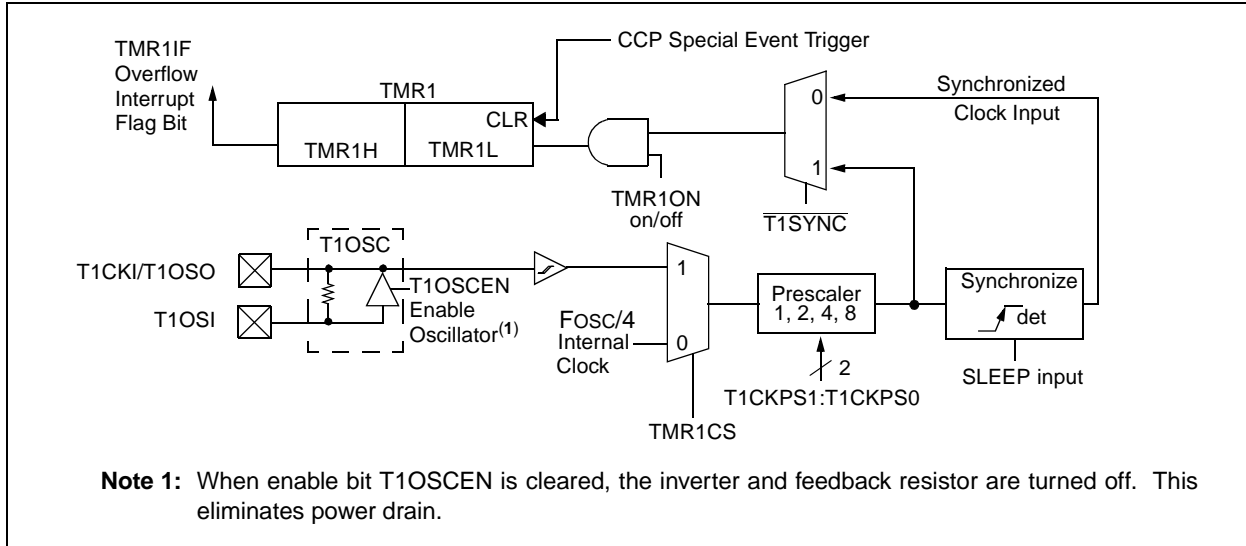 TMR1IF
Overflow
Interrupt
Flag Bit
CCP Special Event Trigger
TMR1
CLR
TMR1H
TMR1L
TMR1ON
on/off
0
1
T1SYNC
Synchronized
Clock Input
T1OSC
T1CKI/T1OSO
T1OSI
T1OSCEN
Enable
Oscillator(1)
FOSC/4
Internal
Clock
1
0
TMR1CS
Prescaler
1, 2, 4, 8
2
T1CKPS1:T1CKPS0
Synchronize
det
SLEEP input
Note 1: When enable bit T1OSCEN is cleared, the inverter and feedback resistor are turned off. This
eliminates power drain.